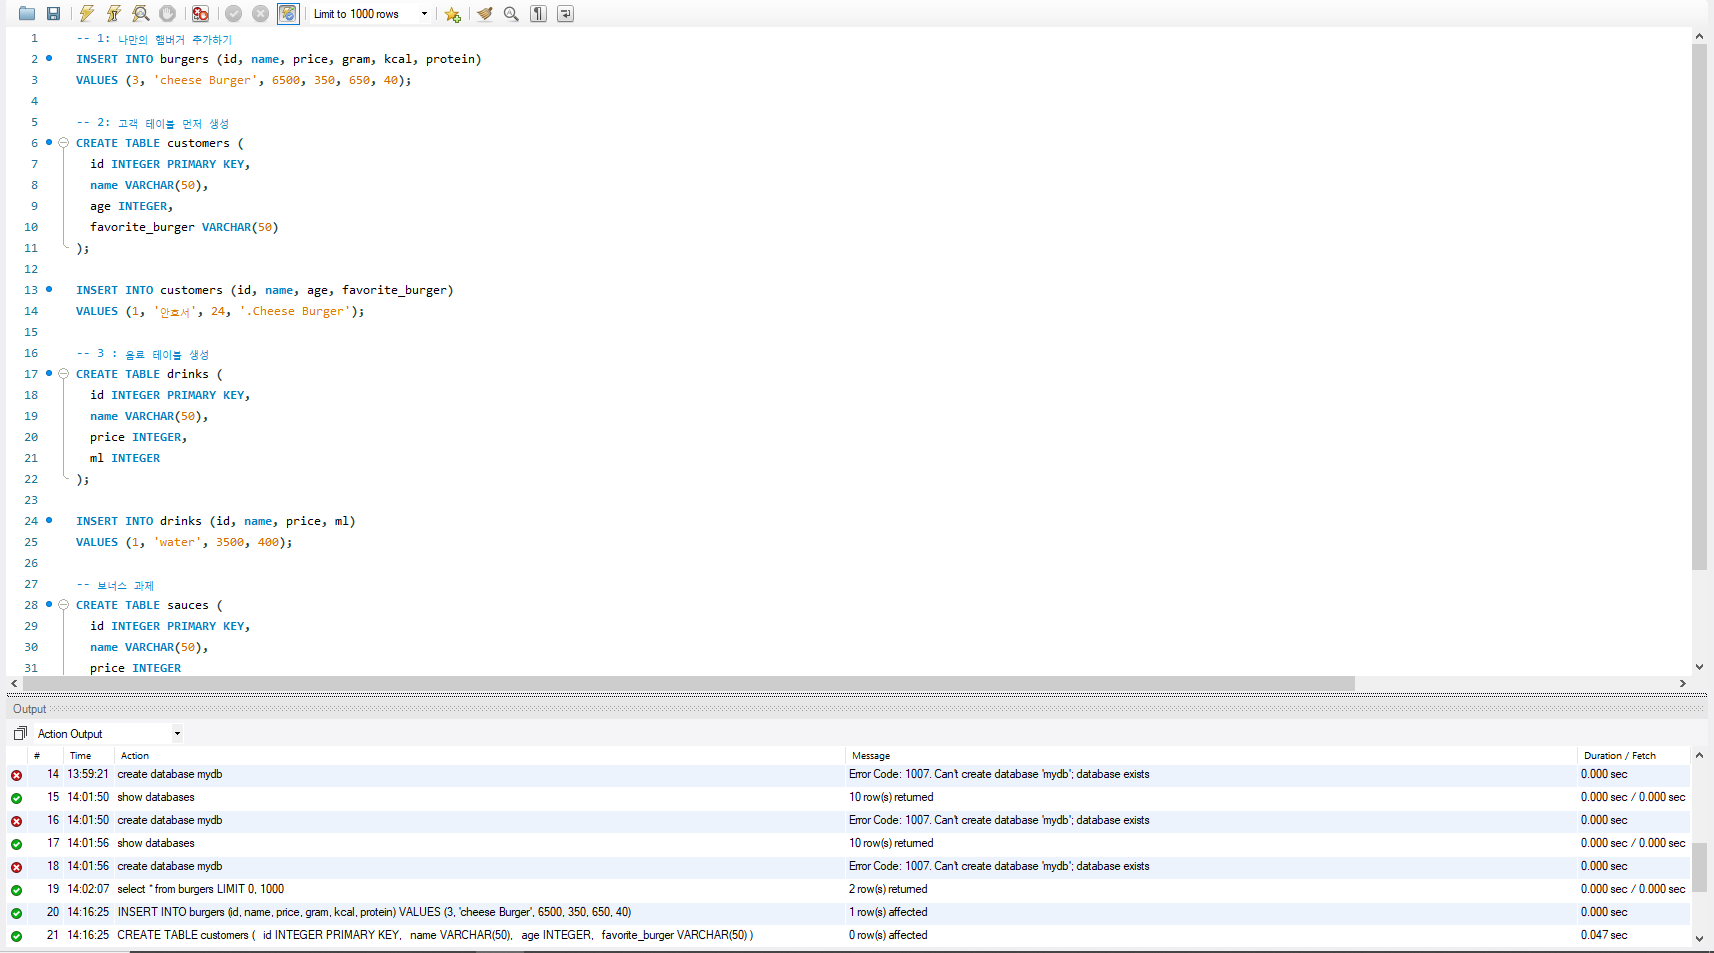 Limit to 1000 rows
1 -- 1: 나만의 햄버거 추가하기
2 INSERT INTO burgers (id, name, price, gram, kcal, protein)
3 VALUES (3, 'cheese Burger', 6500, 350, 650, 40);
4
5 -- 2: 고객 테이블 먼저 생성
6 CREATE TABLE customers (
7 id INTEGER PRIMARY KEY,
8 name VARCHAR(50),
9 age INTEGER,
10 favorite_burger VARCHAR(50)
11 );
12
13 INSERT INTO customers (id, name, age, favorite_burger)
14 VALUES (1, '안효서', 24, '.Cheese Burger');
15
16 -- 3 : 음료 테이블 생성
17 CREATE TABLE drinks (
18 id INTEGER PRIMARY KEY,
19 name VARCHAR(50),
20 price INTEGER,
21 ml INTEGER
22 );
23
24 INSERT INTO drinks (id, name, price, ml)
25 VALUES (1, 'water', 3500, 400);
26
27 -- 보너스 과제
28 CREATE TABLE sauces (
29 id INTEGER PRIMARY KEY,
30 name VARCHAR(50),
31 price INTEGER
Output
Action Output
# Time Action Message Duration / Fetch
14 13:59:21 create database mydb Error Code: 1007. Can't create database 'mydb'; database exists 0.000 sec
15 14:01:50 show databases 10 row(s) returned 0.000 sec / 0.000 sec
16 14:01:50 create database mydb Error Code: 1007. Can't create database 'mydb'; database exists 0.000 sec
17 14:01:56 show databases 10 row(s) returned 0.000 sec / 0.000 sec
18 14:01:56 create database mydb Error Code: 1007. Can't create database 'mydb'; database exists 0.000 sec
19 14:02:07 select * from burgers LIMIT 0, 1000 2 row(s) returned 0.000 sec / 0.000 sec
20 14:16:25 INSERT INTO burgers (id, name, price, gram, kcal, protein) VALUES (3, 'cheese Burger', 6500, 350, 650, 40) 1 row(s) affected 0.000 sec
21 14:16:25 CREATE TABLE customers ( id INTEGER PRIMARY KEY, name VARCHAR(50), age INTEGER, favorite_burger VARCHAR(50) ) 0 row(s) affected 0.047 sec